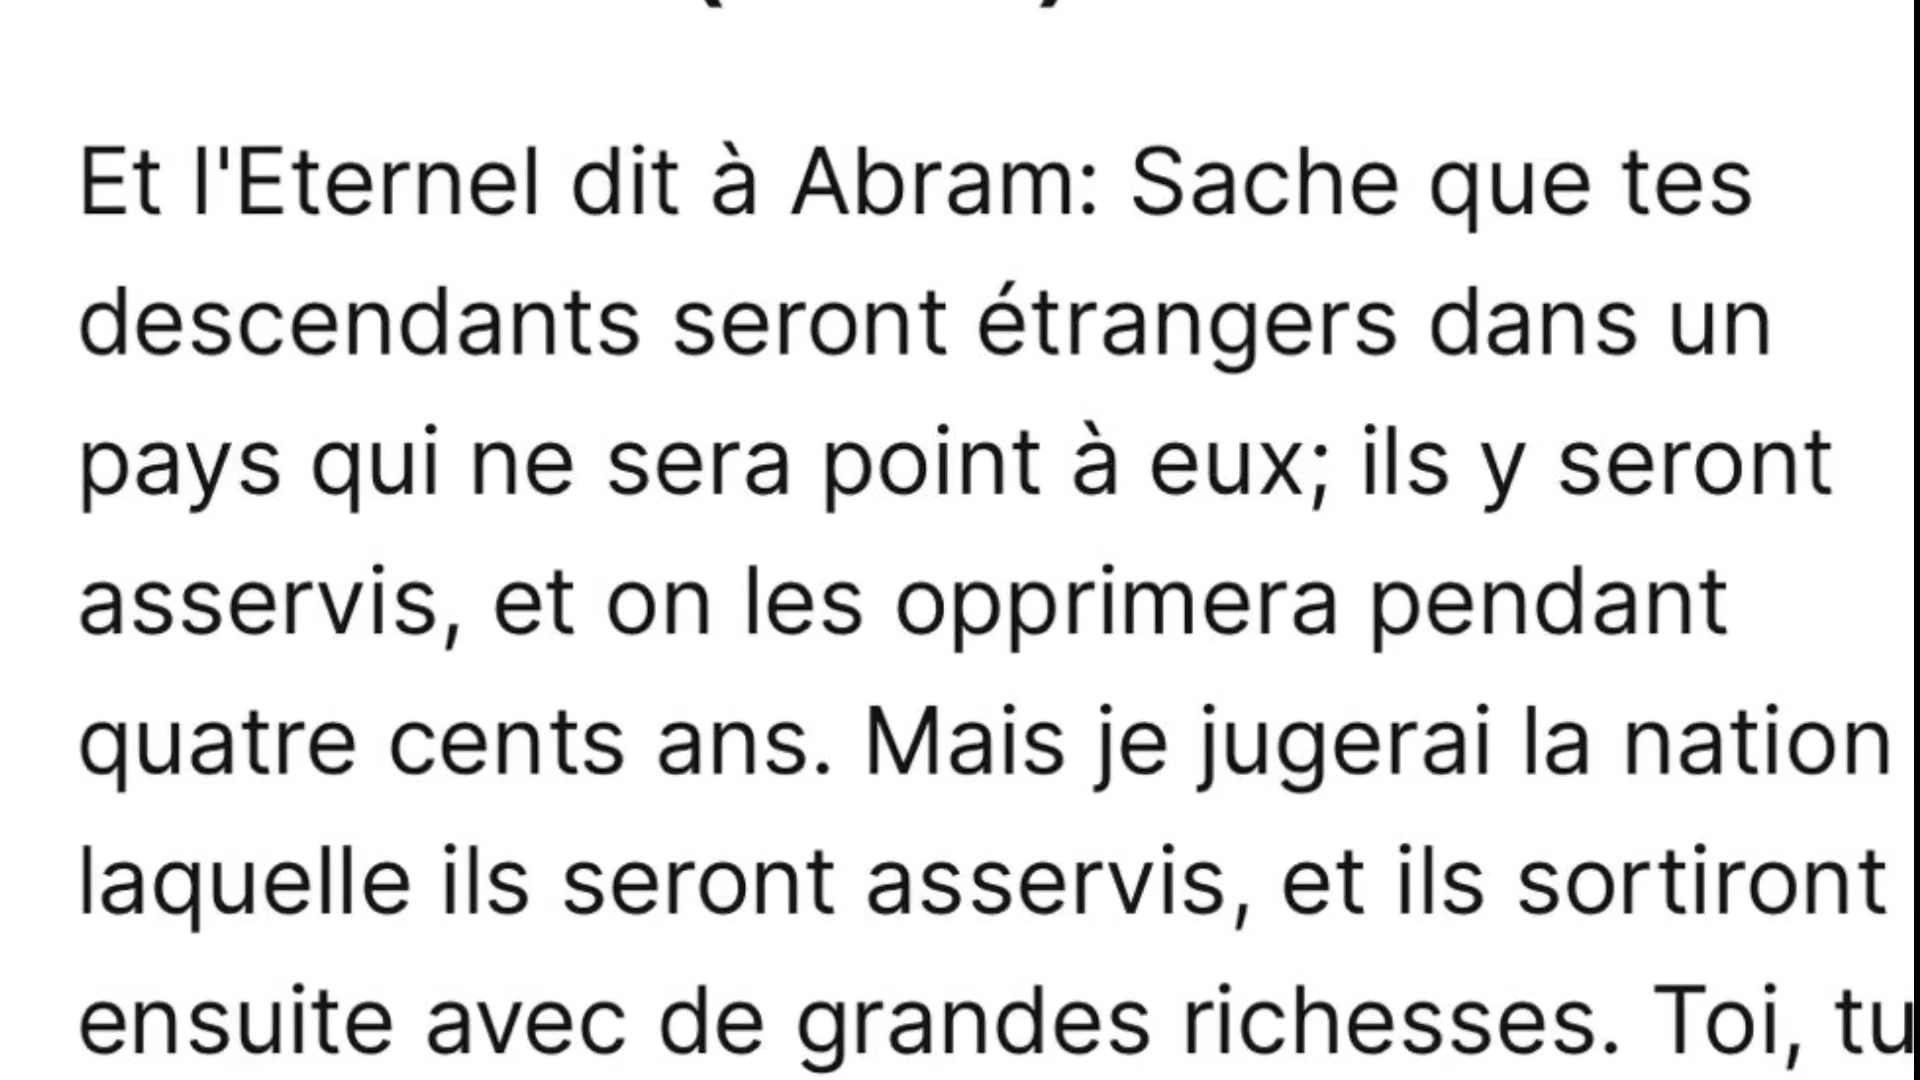 Et l'Eternel dit à Abram: Sache que tes
descendants seront étrangers dans un
pays qui ne sera point à eux; ils y seront
asservis, et on les opprimera pendant
quatre cents ans. Mais je jugerai la nation
laquelle ils seront asservis, et ils sortiront
ensuite avec de grandes richesses. Toi, tu